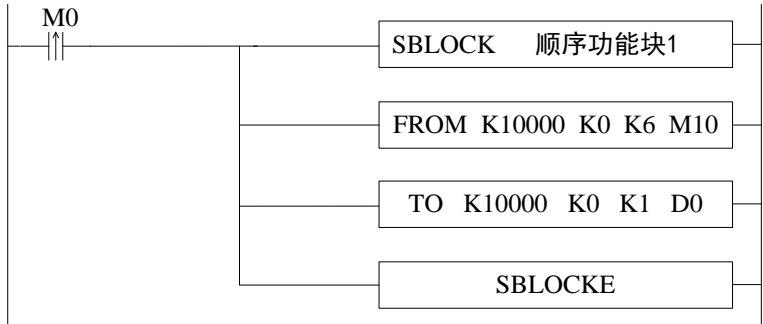 M0
SBLOCK 顺序功能块1
FROM K10000 K0 K6 M10
TO K10000 K0 K1 D0
SBLOCKE